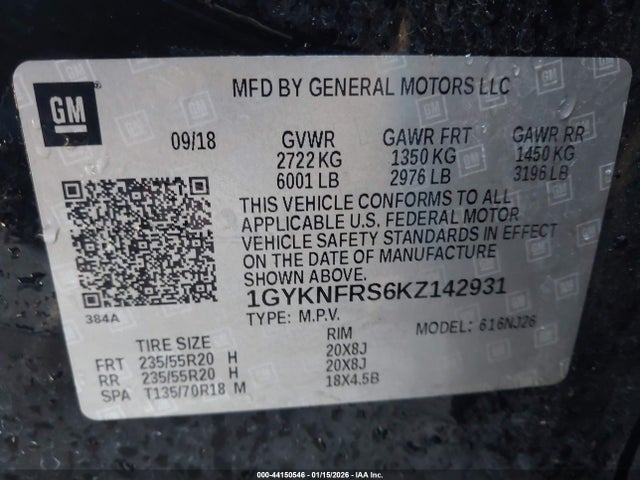 GM
MFD BY GENERAL MOTORS LLC
09/18 GVWR GAWR FRT GAWR RR
2722 KG 1350 KG 1450 KG
6001 LB 2976 LB 3196 LB
THIS VEHICLE CONFORMS TO ALL
APPLICABLE U.S. FEDERAL MOTOR
VEHICLE SAFETY STANDARDS IN EFFECT
ON THE DATE OF MANUFACTURE
SHOWN ABOVE.
1GYKNFRS6KZ142931
384A
TYPE: M.P.V. MODEL: 616NJ26
TIRE SIZE RIM
FRT 235/55R20 H 20X8J
RR 235/55R20 H 20X8J
SPA T135/70R18 M 18X4.5B
000-44150546 - 01/15/2026 - IAA Inc.